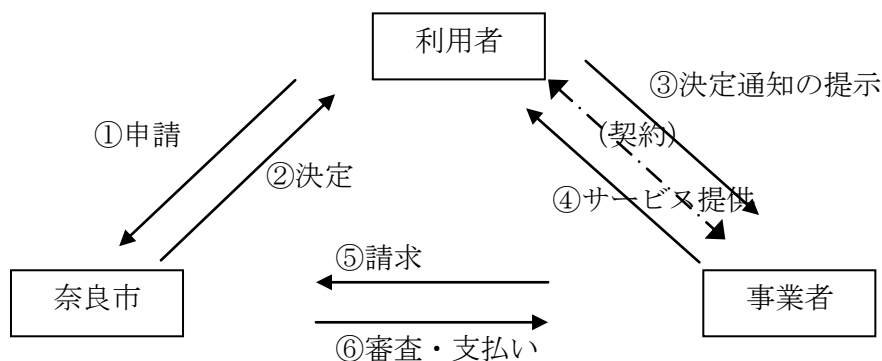 利用者
③決定通知の提示
①申請
(契約)
②決定
④サービス提供
⑤請求
奈良市
事業者
⑥審査・支払い